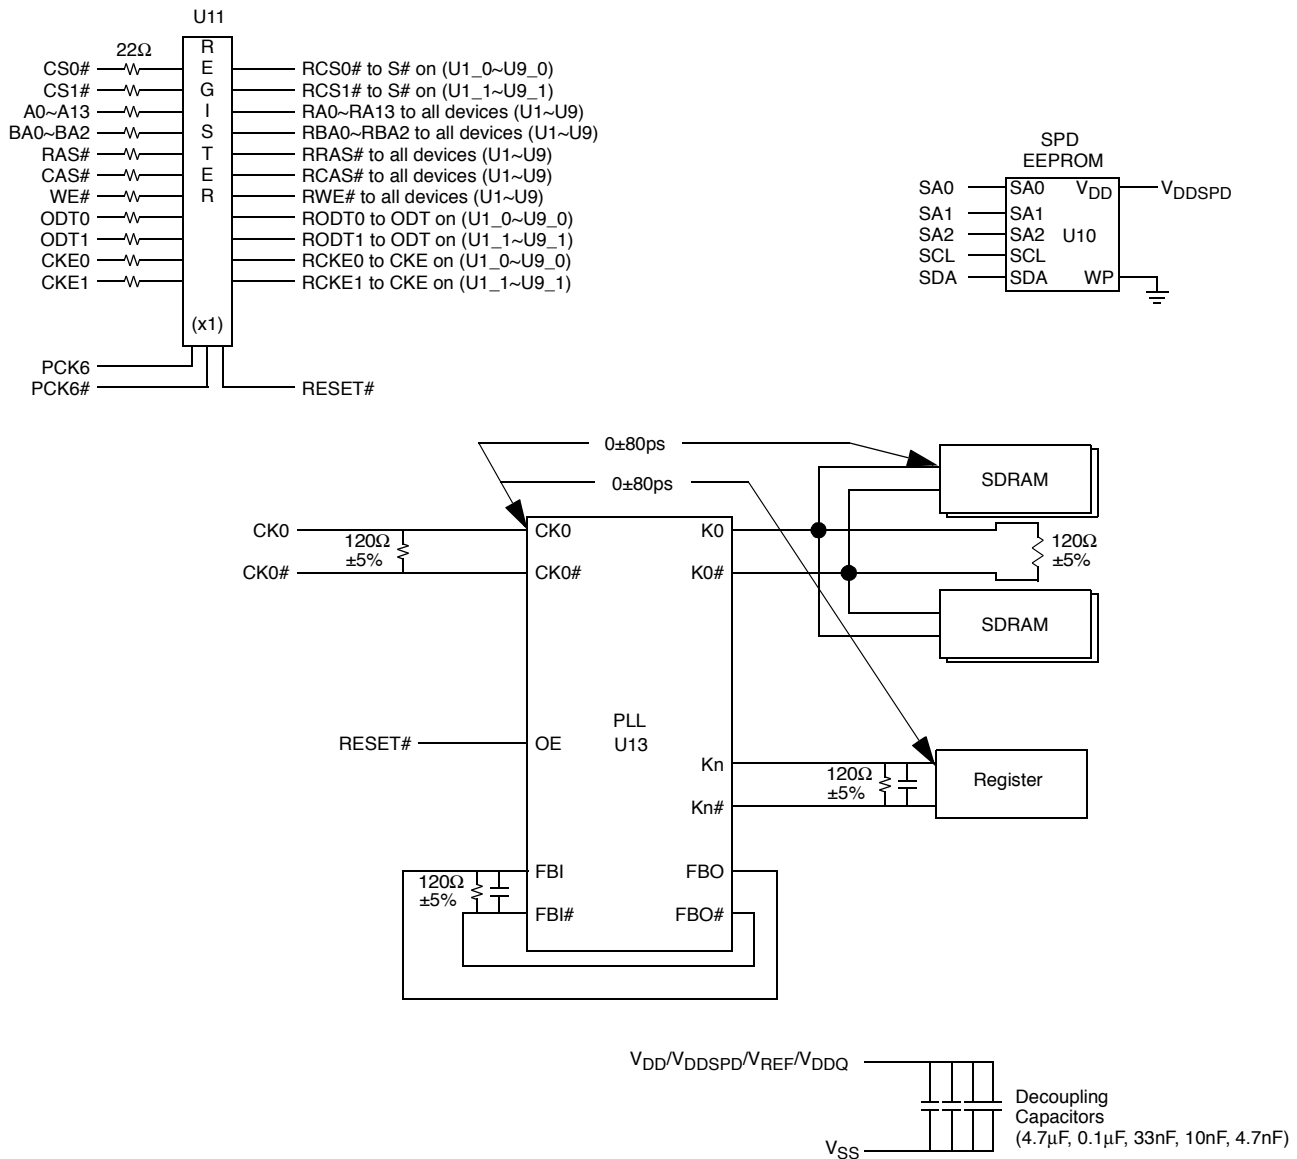 U11
22Ω
R
E
G
I
S
T
E
R
(x1)
CS0#
CS1#
A0~A13
BA0~BA2
RAS#
CAS#
WE#
ODT0
ODT1
CKE0
CKE1
RCS0# to S# on (U1_0~U9_0)
RCS1# to S# on (U1_1~U9_1)
RA0~RA13 to all devices (U1~U9)
RBA0~RBA2 to all devices (U1~U9)
RRAS# to all devices (U1~U9)
RCAS# to all devices (U1~U9)
RWE# to all devices (U1~U9)
RODT0 to ODT on (U1_0~U9_0)
RODT1 to ODT on (U1_1~U9_1)
RCKE0 to CKE on (U1_0~U9_0)
RCKE1 to CKE on (U1_1~U9_1)
PCK6
PCK6#
RESET#
SPD
EEPROM
SA0
SA1
SA2
SCL
SDA
SA0
SA1
SA2
SCL
SDA
VDD
U10
WP
VDDSPD
0±80ps
0±80ps
CK0
CK0#
120Ω
±5%
CK0
CK0#
K0
K0#
SDRAM
120Ω
±5%
SDRAM
PLL
U13
RESET#
OE
Kn
Kn#
120Ω
±5%
Register
120Ω
±5%
FBI
FBI#
FBO
FBO#
VDD/VDDSPD/VREF/VDDQ
VSS
Decoupling
Capacitors
(4.7µF, 0.1µF, 33nF, 10nF, 4.7nF)